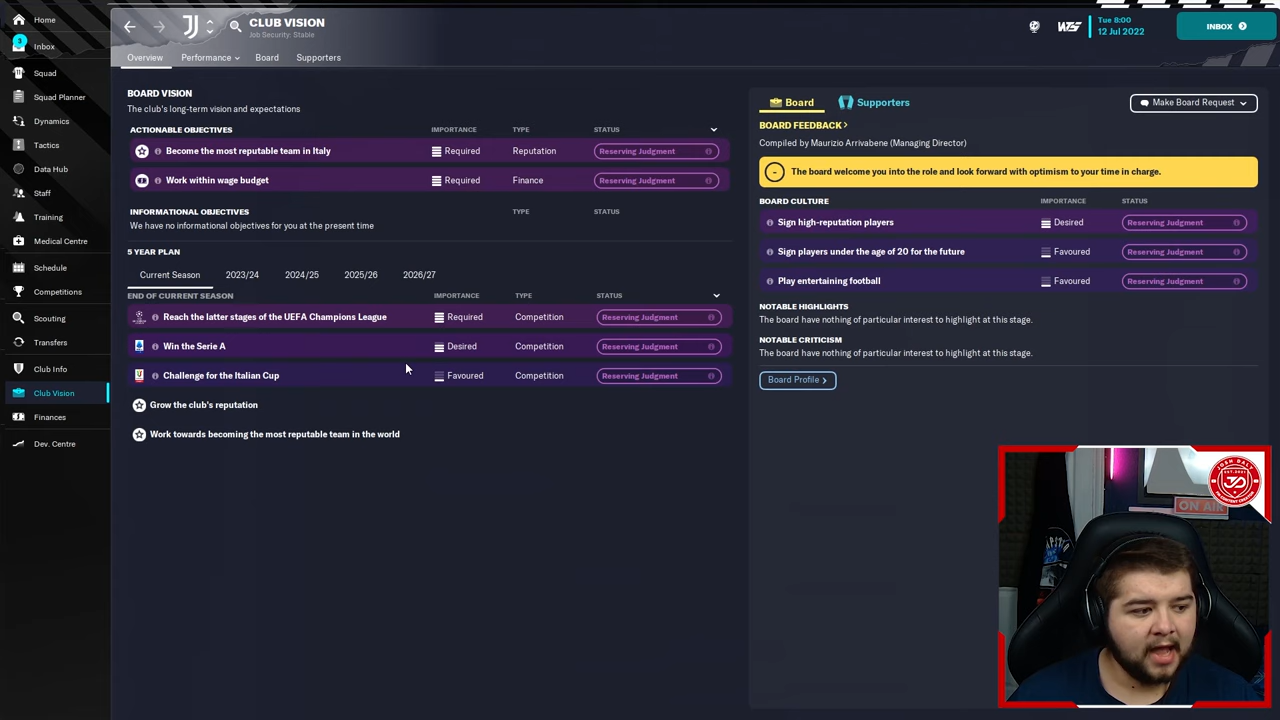 Home
3
Inbox
Squad
Squad Planner
Dynamics
Tactics
Data Hub
Staff
Training
Medical Centre
Schedule
Competitions
Scouting
Transfers
Club Info
Club Vision
Finances
Dev. Centre
CLUB VISION
Job Security: Stable
Tue 8:00
12 Jul 2022
INBOX
Overview Performance Board Supporters
BOARD VISION
The club's long-term vision and expectations
ACTIONABLE OBJECTIVES IMPORTANCE TYPE STATUS
Become the most reputable team in Italy Required Reputation Reserving Judgment
Work within wage budget Required Finance Reserving Judgment
INFORMATIONAL OBJECTIVES TYPE STATUS
We have no informational objectives for you at the present time
5 YEAR PLAN
Current Season 2023/24 2024/25 2025/26 2026/27
END OF CURRENT SEASON IMPORTANCE TYPE STATUS
Reach the latter stages of the UEFA Champions League Required Competition Reserving Judgment
Win the Serie A Desired Competition Reserving Judgment
Challenge for the Italian Cup Favoured Competition Reserving Judgment
Grow the club's reputation
Work towards becoming the most reputable team in the world
Board Supporters Make Board Request
BOARD FEEDBACK
Compiled by Maurizio Arrivabene (Managing Director)
The board welcome you into the role and look forward with optimism to your time in charge.
BOARD CULTURE IMPORTANCE STATUS
Sign high-reputation players Desired Reserving Judgment
Sign players under the age of 20 for the future Favoured Reserving Judgment
Play entertaining football Favoured Reserving Judgment
NOTABLE HIGHLIGHTS
The board have nothing of particular interest to highlight at this stage.
NOTABLE CRITICISM
The board have nothing of particular interest to highlight at this stage.
Board Profile
JOSH DALY
EST. 2021
JD
ON AIR